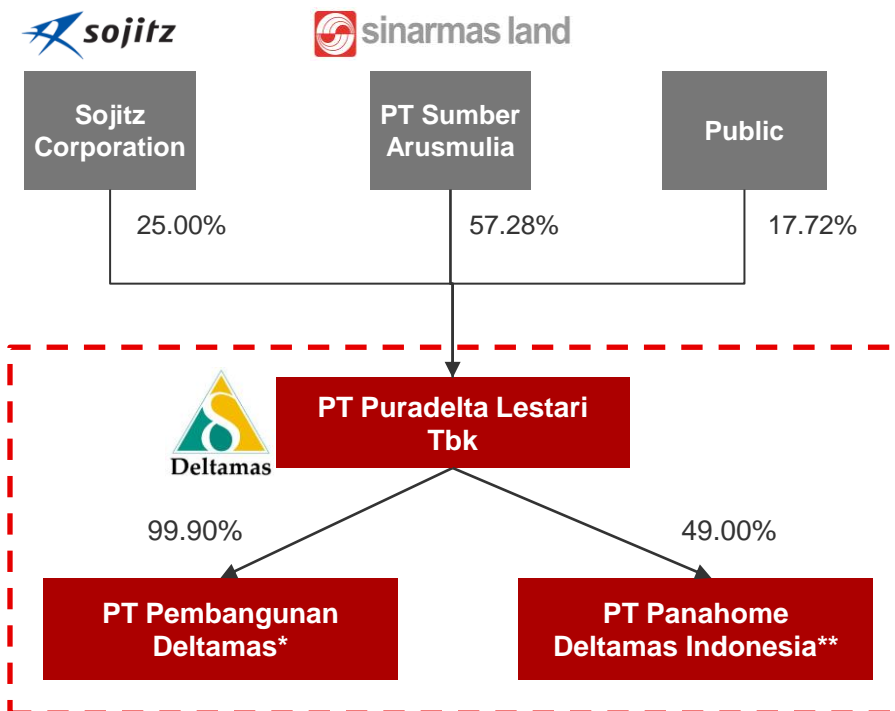 sojitz
sinarmas land
Sojitz
Corporation
PT Sumber
Arusmulia
Public
25.00%
57.28%
17.72%
PT Puradelta Lestari
Tbk
Deltamas
99.90%
49.00%
PT Pembangunan
Deltamas*
PT Panahome
Deltamas Indonesia**